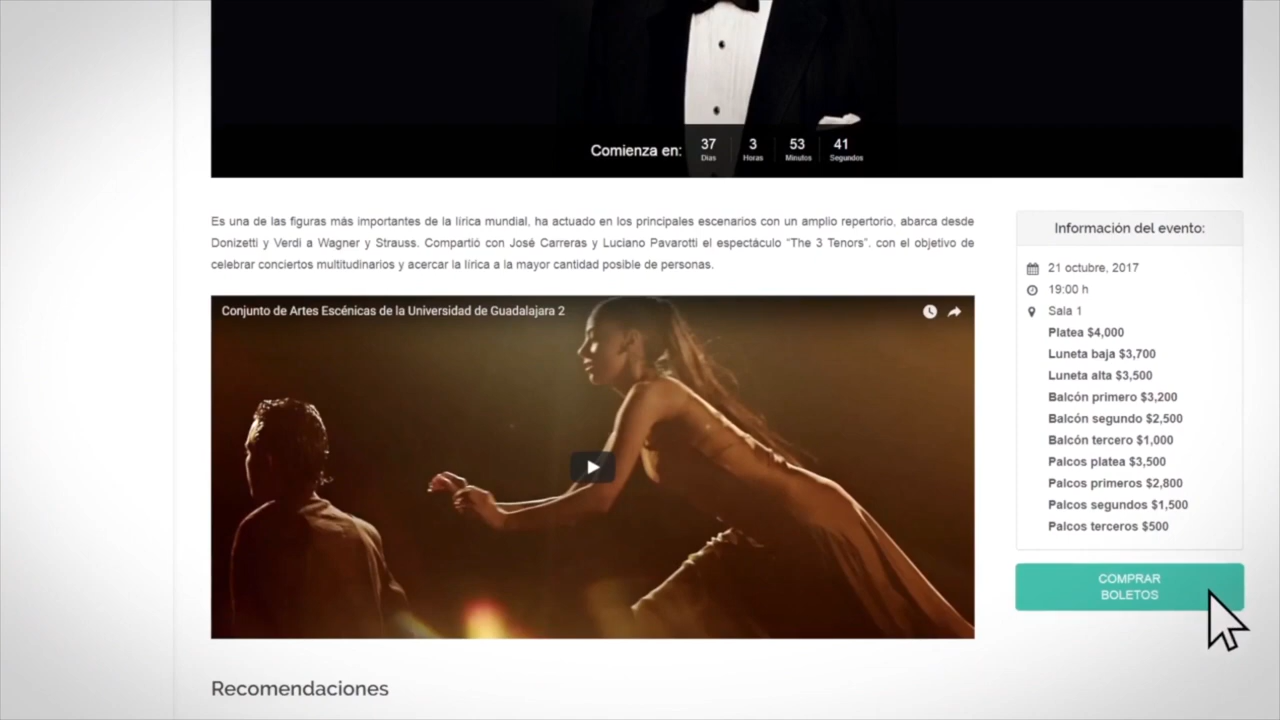 Comienza en: 37 3 53 41
Dias Horas Minutos Segundos
Es una de las figuras más importantes de la lírica mundial, ha actuado en los principales escenarios con un amplio repertorio, abarca desde
Donizetti y Verdi a Wagner y Strauss. Compartió con José Carreras y Luciano Pavarotti el espectáculo “The 3 Tenors”. con el objetivo de
celebrar conciertos multitudinarios y acercar la lírica a la mayor cantidad posible de personas.
Conjunto de Artes Escénicas de la Universidad de Guadalajara 2
Recomendaciones
Información del evento:
21 octubre, 2017
19:00 h
Sala 1
Platea $4,000
Luneta baja $3,700
Luneta alta $3,500
Balcón primero $3,200
Balcón segundo $2,500
Balcón tercero $1,000
Palcos platea $3,500
Palcos primeros $2,800
Palcos segundos $1,500
Palcos terceros $500
COMPRAR
BOLETOS